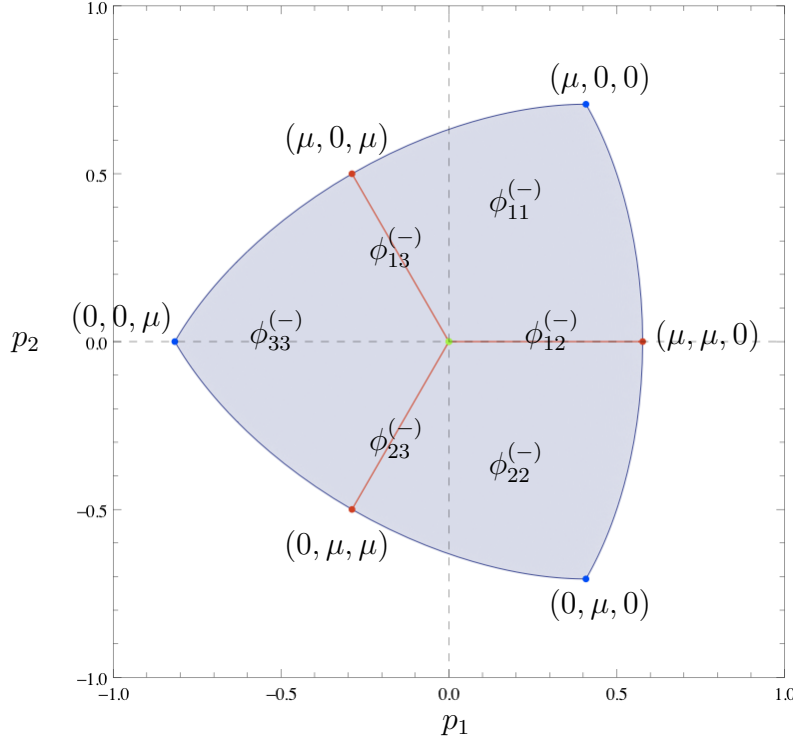 1.0
(μ, 0, 0)
(μ, 0, μ)
0.5
ϕ₁₁⁽⁻⁾
ϕ₁₃⁽⁻⁾
(0, 0, μ)
p₂
0.0
ϕ₃₃⁽⁻⁾
ϕ₁₂⁽⁻⁾
(μ, μ, 0)
ϕ₂₃⁽⁻⁾
ϕ₂₂⁽⁻⁾
-0.5
(0, μ, μ)
(0, μ, 0)
-1.0
-1.0 -0.5 0.0 0.5 1.0
p₁